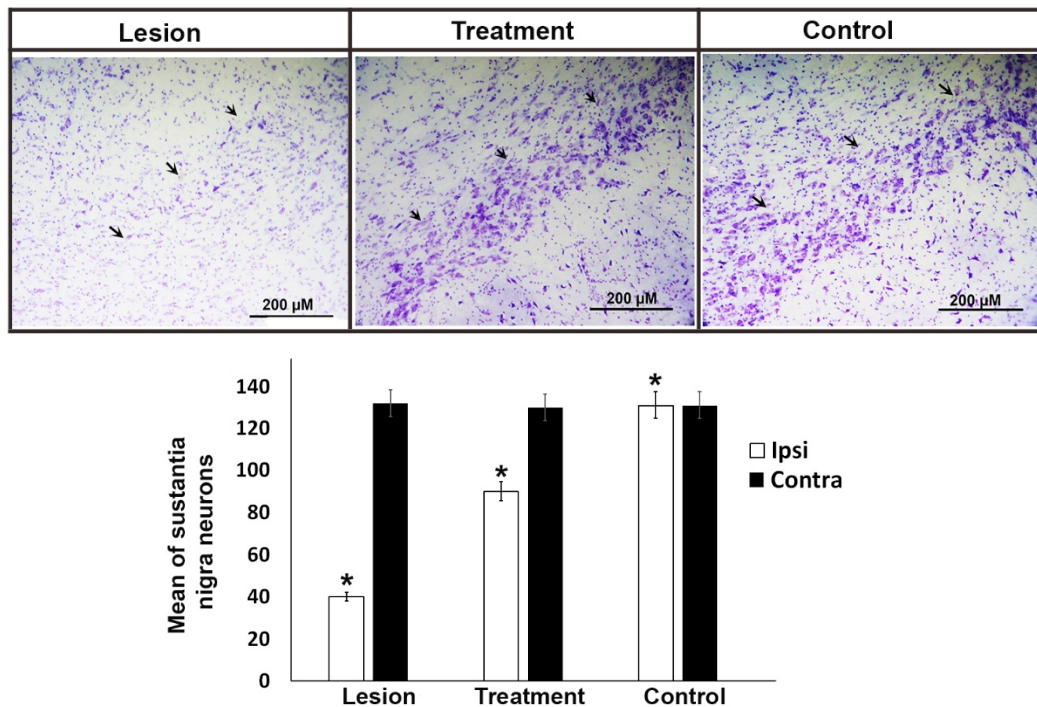 Lesion
Treatment
Control
200 µM
200 µM
200 µM
Mean of sustantia
nigra neurons
140
120
100
80
60
40
20
0
*
*
*
Ipsi
Contra
Lesion
Treatment
Control